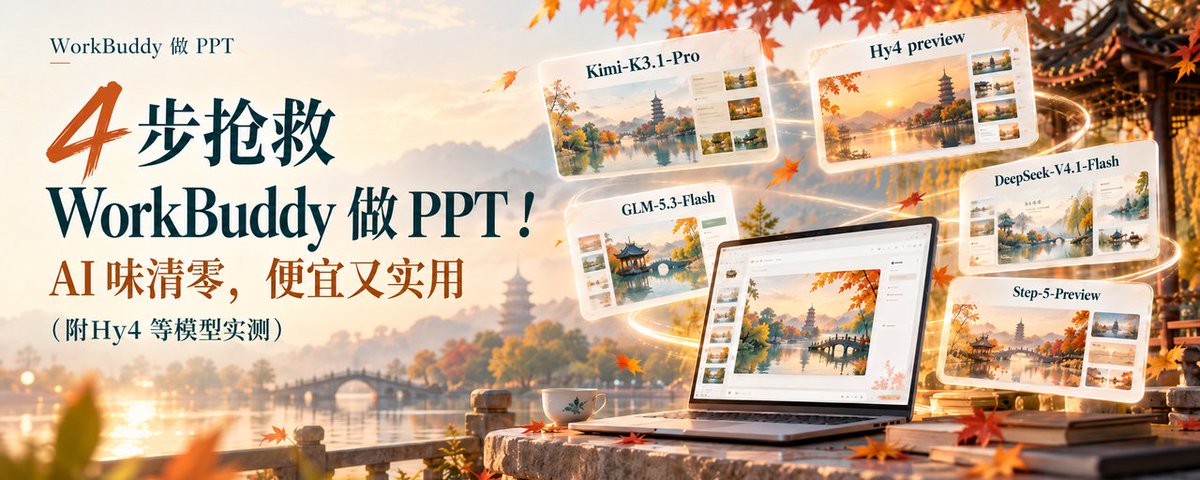 WorkBuddy 做 PPT
4步抢救
WorkBuddy 做 PPT！
AI 味清零，便宜又实用
（附Hy4 等模型实测）
Kimi-K3.1-Pro
Hy4 preview
GLM-5.3-Flash
DeepSeek-V4.1-Flash
Step-5-Preview